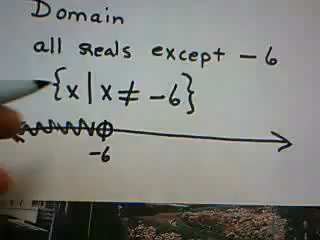 Domain
all reals except -6
{x|x ≠ -6}
-6